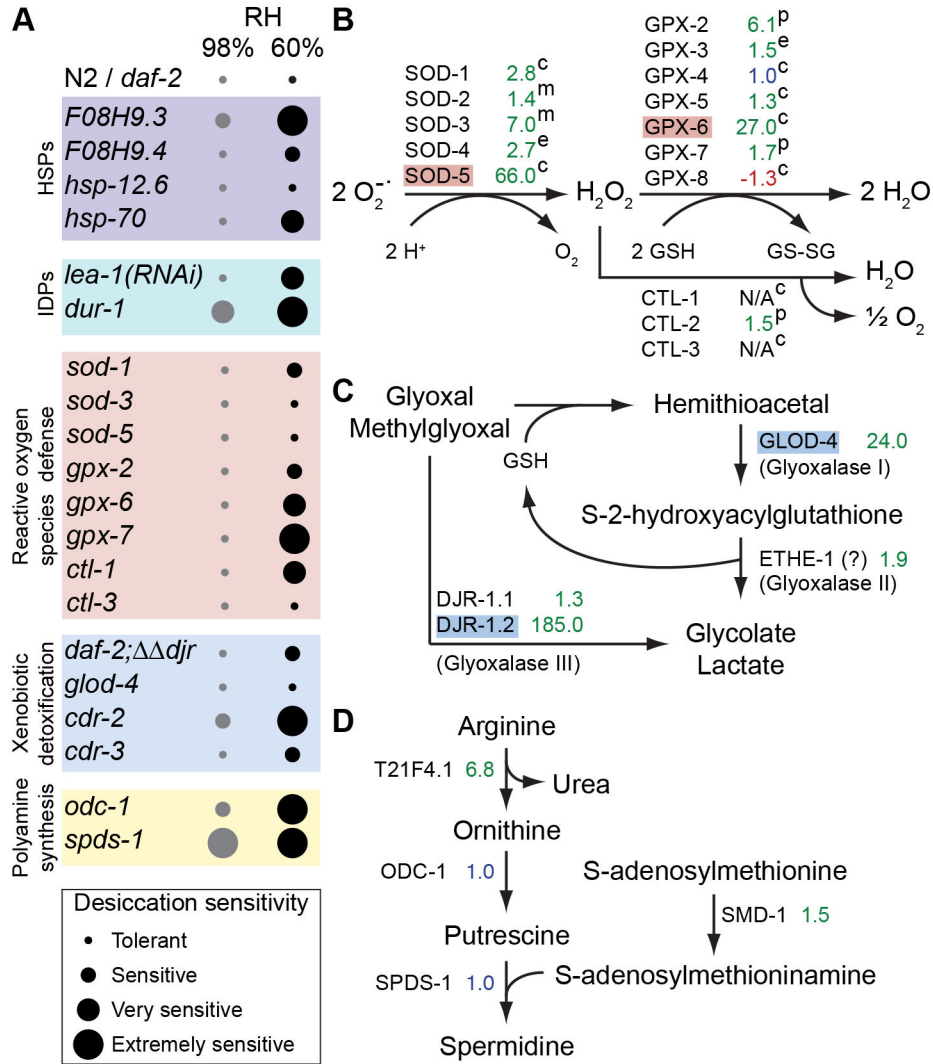 A
RH
98% 60%
N2 / daf-2
HSPs
F08H9.3
F08H9.4
hsp-12.6
hsp-70
IDPs
lea-1(RNAi)
dur-1
Reactive oxygen
species defense
sod-1
sod-3
sod-5
gpx-2
gpx-6
gpx-7
ctl-1
ctl-3
Xenobiotic
detoxification
daf-2;ΔΔdjr
glod-4
cdr-2
cdr-3
Polyamine
synthesis
odc-1
spds-1
Desiccation sensitivity
Tolerant
Sensitive
Very sensitive
Extremely sensitive
B
SOD-1 2.8c
SOD-2 1.4m
SOD-3 7.0m
SOD-4 2.7e
SOD-5 66.0c
GPX-2 6.1p
GPX-3 1.5e
GPX-4 1.0c
GPX-5 1.3c
GPX-6 27.0c
GPX-7 1.7p
GPX-8 -1.3c
2 O2−· H2O2 2 H2O
2 H+ O2 2 GSH GS-SG
H2O
CTL-1 N/Ac
CTL-2 1.5p
CTL-3 N/Ac
½ O2
C
Glyoxal
Methylglyoxal
Hemithioacetal
GSH
GLOD-4 24.0
(Glyoxalase I)
S-2-hydroxyacylglutathione
ETHE-1 (?) 1.9
(Glyoxalase II)
DJR-1.1 1.3
DJR-1.2 185.0
(Glyoxalase III)
Glycolate
Lactate
D
Arginine
T21F4.1 6.8
Urea
Ornithine
ODC-1 1.0
S-adenosylmethionine
SMD-1 1.5
Putrescine
SPDS-1 1.0
S-adenosylmethioninamine
Spermidine